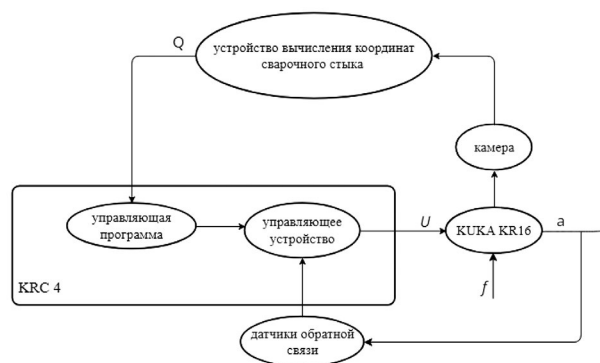 Q
устройство вычисления координат
сварочного стыка
камера
управляющая
программа
управляющее
устройство
U
KUKA KR16
a
KRC 4
f
датчики обратной
связи